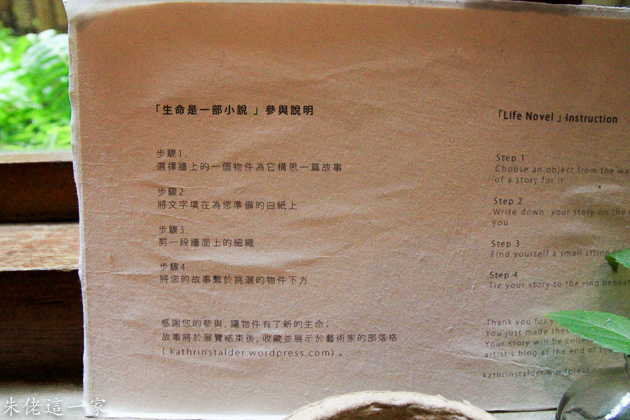 「生命是一部小說 」參與說明
步驟1.
選擇牆上的一個物件為它構思一篇故事
步驟2.
將文字填在為您準備的白紙上
步驟3.
剪一段牆面上的細繩
步驟4.
將您的故事繫於挑選的物件下方
感謝您的參與, 讓物件有了新的生命;
故事將於展覽結束後, 收藏並展示於藝術家的部落格
( kathrinstalder.wordpress.com) 。
「Life Novel 」Instruction
Step 1
Choose an object from the wa
of a story for it
Step 2
Write down your story on the
you
Step 3
Find yourself a small string
Step 4
Tie your story to the ring beneat
Thank you for
You just made the
Your story will be colle
artist's blog at the end of
kathrinstalder.wordpress
朱佬這一家